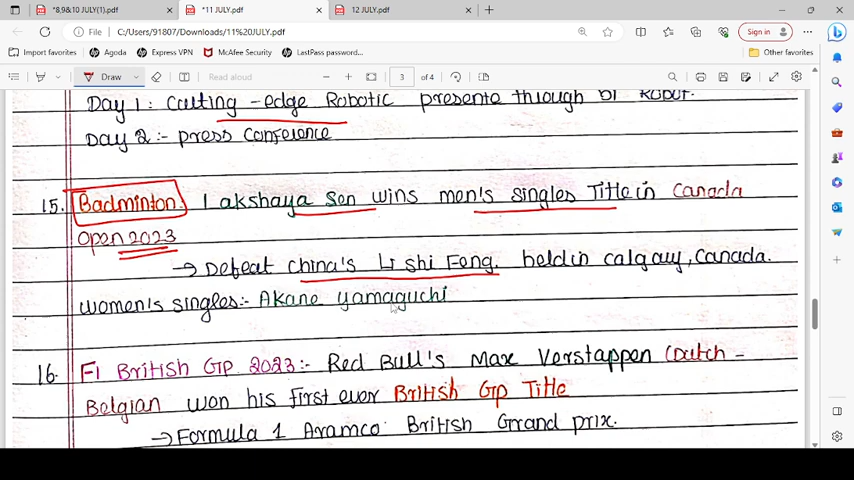 *8,9&10 JULY(1).pdf
*11 JULY.pdf
12 JULY.pdf
File
C:/Users/91807/Downloads/11%20JULY.pdf
Sign in
Import favorites
Agoda
Express VPN
McAfee Security
LastPass password...
Other favorites
Draw
Read aloud
3 of 4
Day 1: Cutting-edge Robotic presente through of Robot.
Day 2:- press Conference
15. Badminton: Lakshaya Sen wins men's singles Title in Canada
Open 2023
→ Defeat China's Li shi Feng. held in calgary, Canada.
women's singles:- Akane yamaguchi
16. F1 British Gp 2023:- Red Bull's Max Verstappen (Dutch -
Belgian won his first ever British Gp Title
→ Formula 1 Aramco British Grand prix.